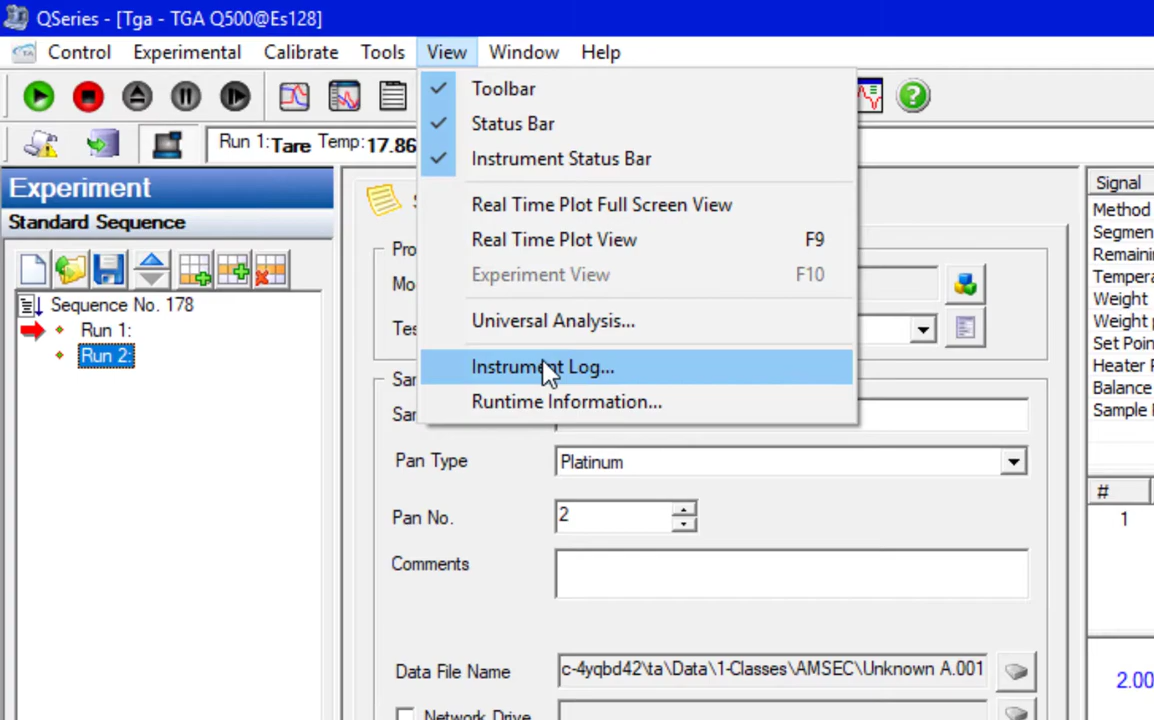 QSeries - [Tga - TGA Q500@Es128]
Control Experimental Calibrate Tools View Window Help
Toolbar
Status Bar
Instrument Status Bar
Real Time Plot Full Screen View
Real Time Plot View F9
Experiment View F10
Universal Analysis...
Instrument Log...
Runtime Information...
Run 1: Tare Temp: 17.86
Experiment
Standard Sequence
Sequence No. 178
Run 1:
Run 2:
Pan Type Platinum
Pan No. 2
Comments
Data File Name c-4yqbd42\ta\Data\1-Classes\AMSEC\Unknown A.001
Network Drive
Signal
Method
Weight
Balance
#
1
2.00